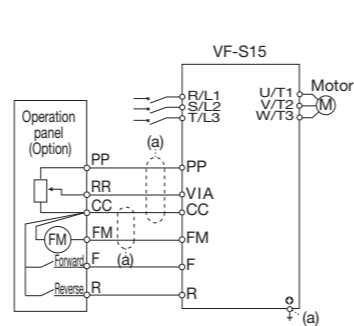 VF-S15
R/L1
S/L2
T/L3
U/T1
V/T2
W/T3
Motor
M
Operation
panel
(Option)
(a)
PP
PP
RR
VIA
CC
CC
FM
FM
FM
(a)
Forward
F
F
Reverse
R
R
(a)